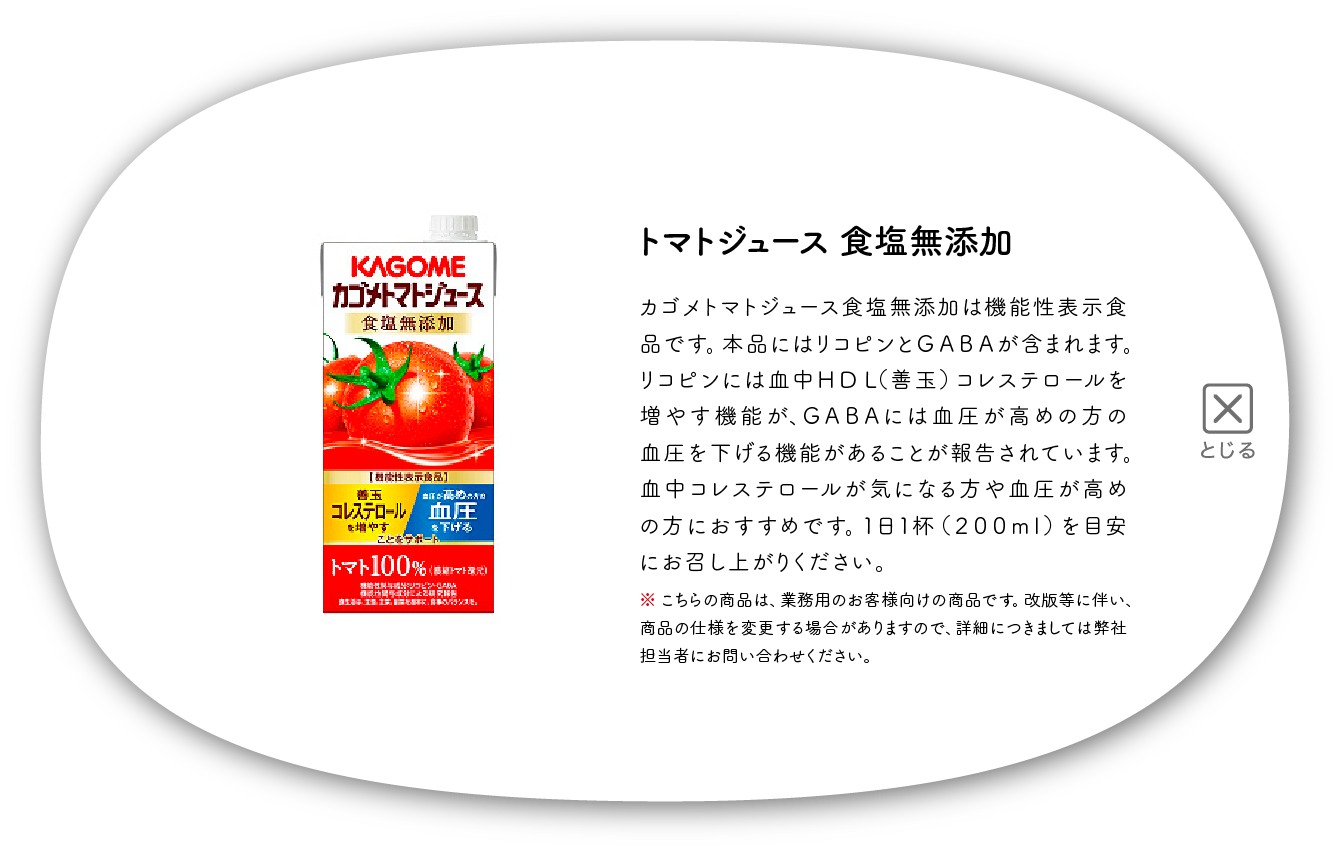 KAGOME
カゴメトマトジュース
食塩無添加
【機能性表示食品】
善玉
コレステロール
を増やす
血圧が高めの方の
血圧
を下げる
ことをサポート
トマト100%(濃縮トマト還元)
トマトジュース 食塩無添加
カゴメトマトジュース食塩無添加は機能性表示食
品です。本品にはリコピンとGABAが含まれます。
リコピンには血中HDL(善玉)コレステロールを
増やす機能が、GABAには血圧が高めの方の
血圧を下げる機能があることが報告されています。
血中コレステロールが気になる方や血圧が高め
の方におすすめです。1日1杯(200ml)を目安
にお召し上がりください。
※ こちらの商品は、業務用のお客様向けの商品です。改版等に伴い、
商品の仕様を変更する場合がありますので、詳細につきましては弊社
担当者にお問い合わせください。
とじる